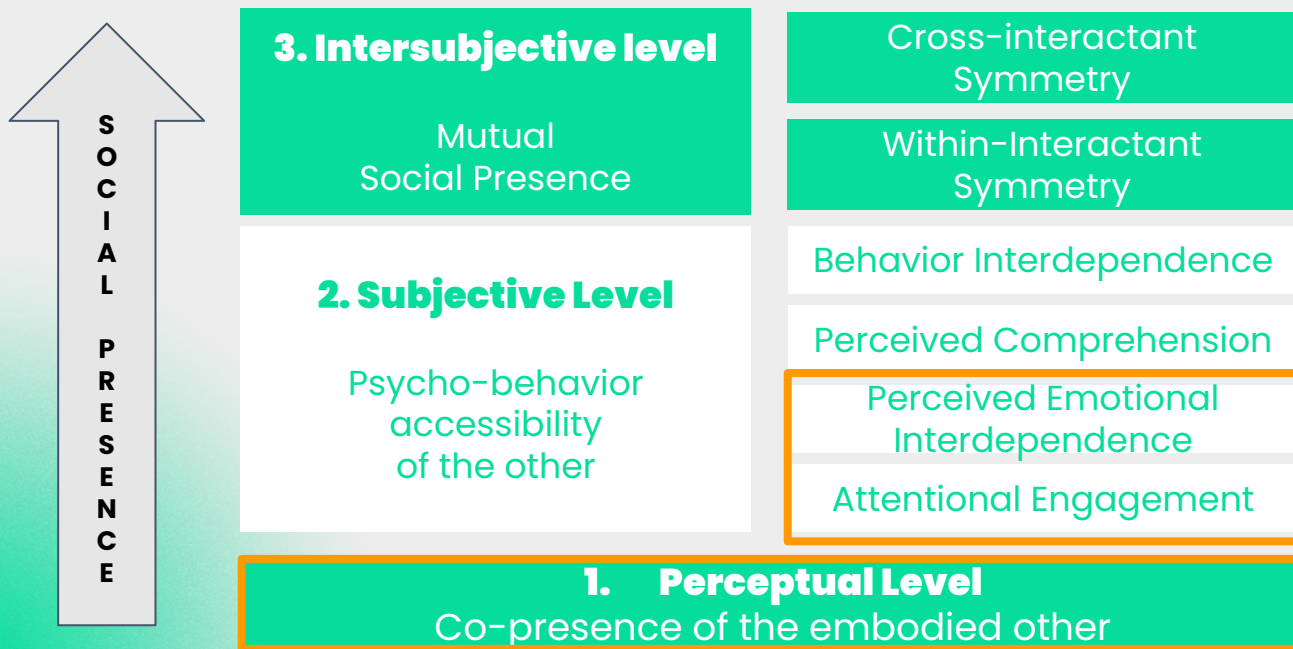 SOCIAL PRESENCE
3. Intersubjective level
Mutual
Social Presence
Cross-interactant
Symmetry
Within-Interactant
Symmetry
2. Subjective Level
Psycho-behavior
accessibility
of the other
Behavior Interdependence
Perceived Comprehension
Perceived Emotional
Interdependence
Attentional Engagement
1. Perceptual Level
Co-presence of the embodied other